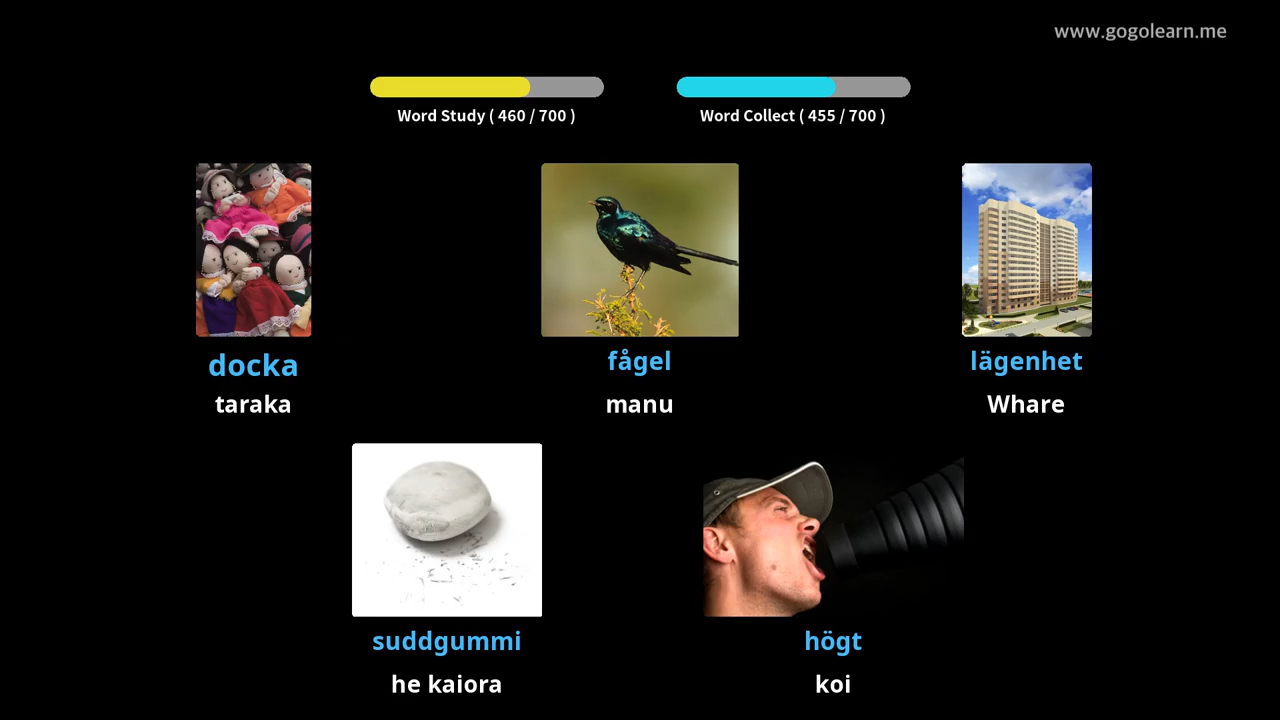 www.gogolearn.me
Word Study ( 460 / 700 )
Word Collect ( 455 / 700 )
docka
taraka
fågel
manu
lägenhet
Whare
suddgummi
he kaiora
högt
koi